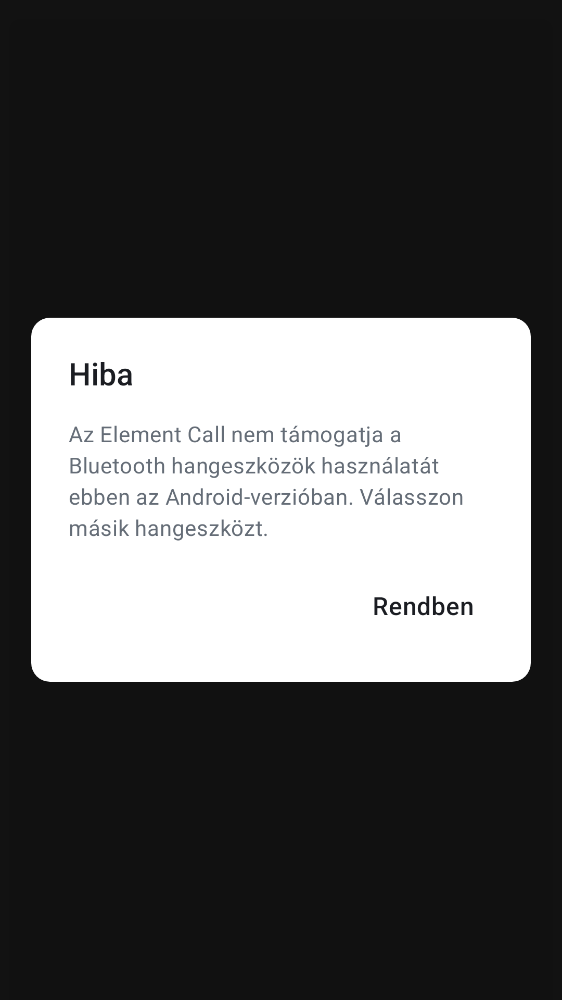 Hiba
Az Element Call nem támogatja a
Bluetooth hangeszközök használatát
ebben az Android-verzióban. Válasszon
másik hangeszközt.
Rendben